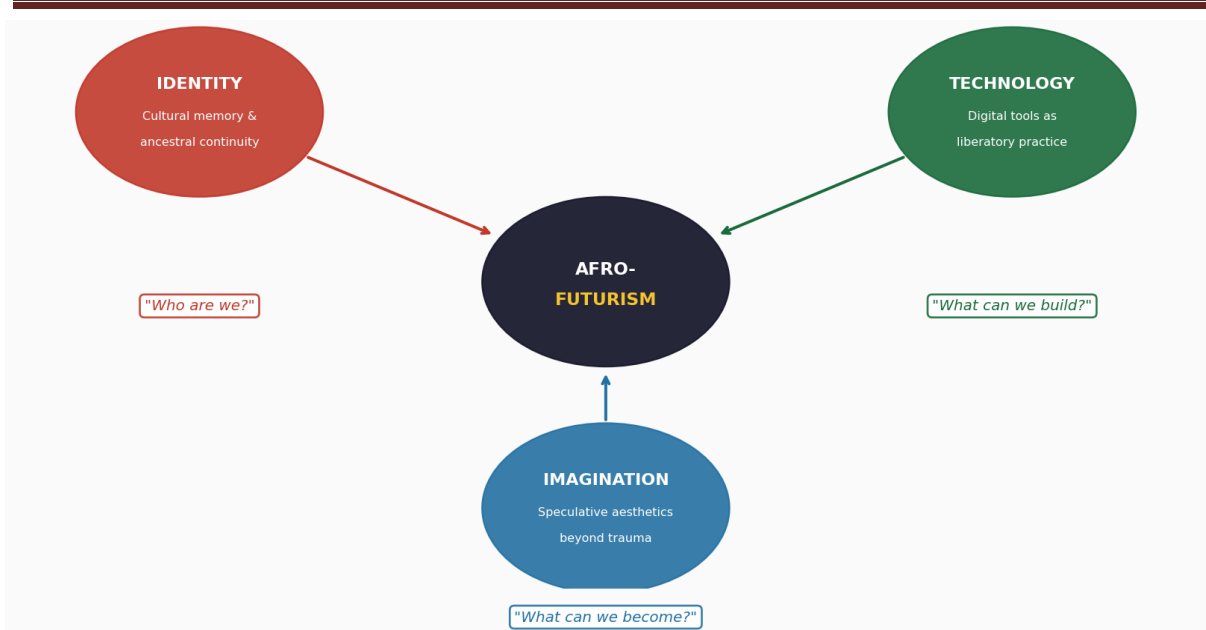 IDENTITY
Cultural memory &
ancestral continuity
TECHNOLOGY
Digital tools as
liberatory practice
AFRO-
FUTURISM
"Who are we?"
"What can we build?"
IMAGINATION
Speculative aesthetics
beyond trauma
"What can we become?"